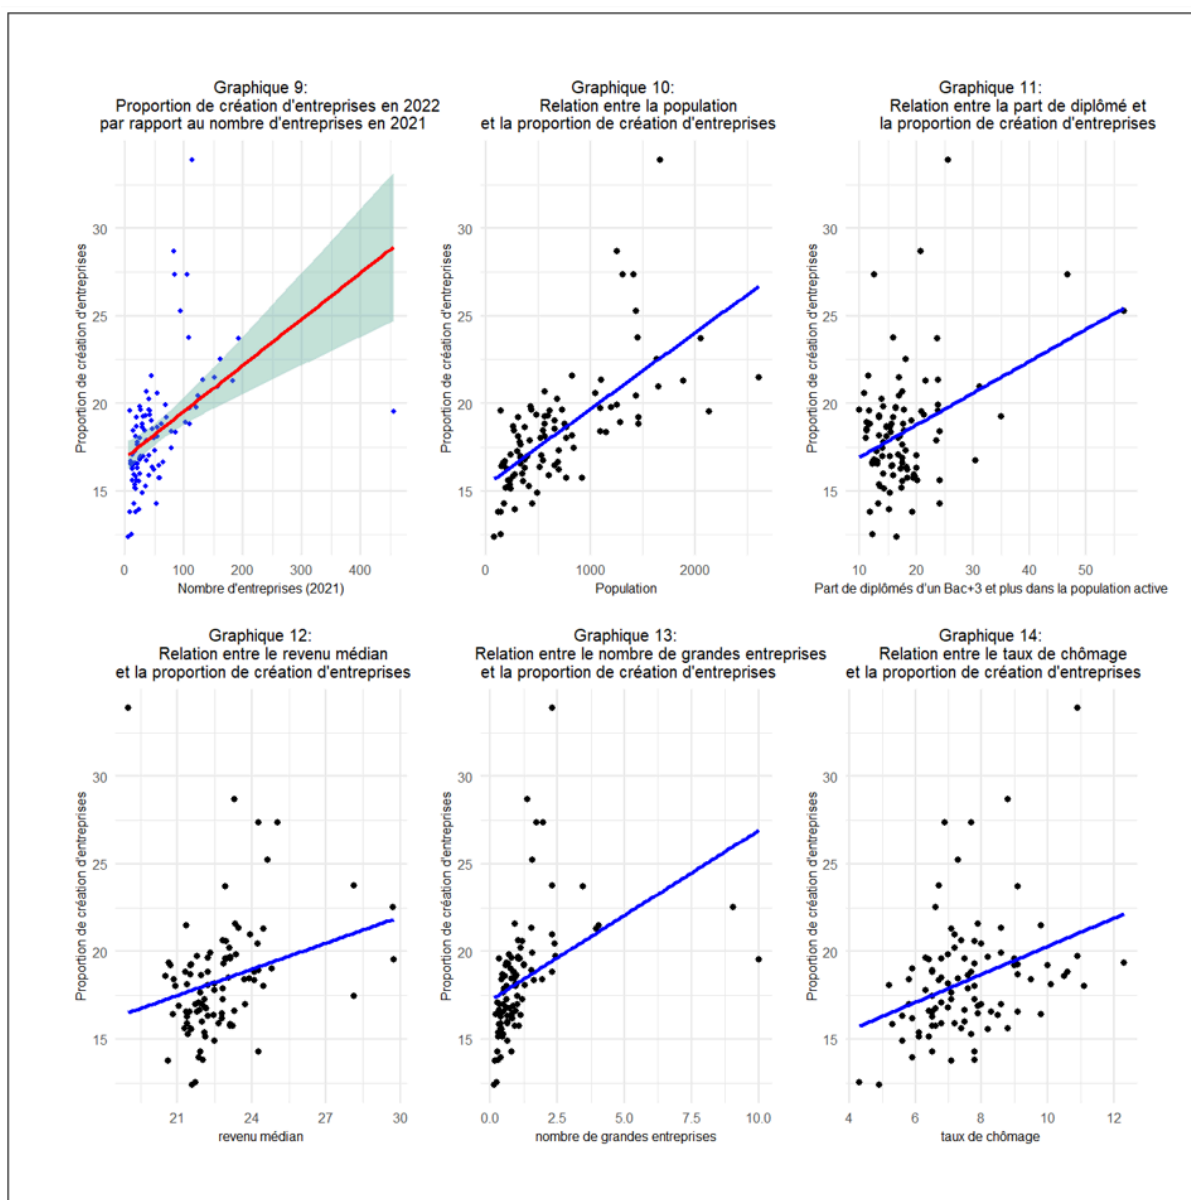 Graphique 9:
Proportion de création d'entreprises en 2022
par rapport au nombre d'entreprises en 2021
Proportion de création d'entreprises
30
25
20
15
0 100 200 300 400
Nombre d'entreprises (2021)
Graphique 10:
Relation entre la population
et la proportion de création d'entreprises
Proportion de création d'entreprises
30
25
20
15
0 1000 2000
Population
Graphique 11:
Relation entre la part de diplômé et
la proportion de création d'entreprises
Proportion de création d'entreprises
30
25
20
15
10 20 30 40 50
Part de diplômés d'un Bac+3 et plus dans la population active
Graphique 12:
Relation entre le revenu médian
et la proportion de création d'entreprises
Proportion de création d'entreprises
30
25
20
15
21 24 27 30
revenu médian
Graphique 13:
Relation entre le nombre de grandes entreprises
et la proportion de création d'entreprises
Proportion de création d'entreprises
30
25
20
15
0.0 2.5 5.0 7.5 10.0
nombre de grandes entreprises
Graphique 14:
Relation entre le taux de chômage
et la proportion de création d'entreprises
Proportion de création d'entreprises
30
25
20
15
4 6 8 10 12
taux de chômage